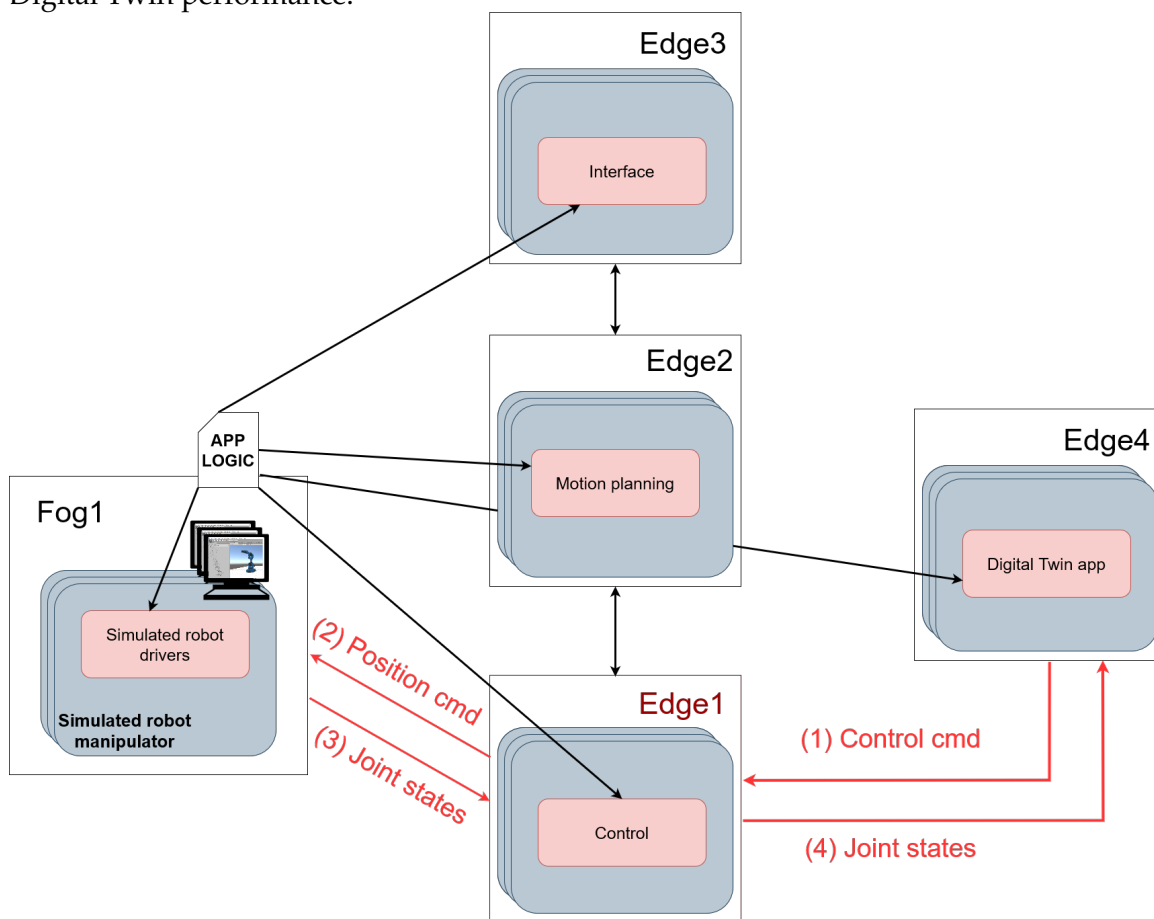 Digital Twin performance.
Edge3
Interface
Edge2
Motion planning
APP
LOGIC
Edge4
Digital Twin app
Fog1
Simulated robot
drivers
Simulated robot
manipulator
(2) Position cmd
(3) Joint states
Edge1
Control
(1) Control cmd
(4) Joint states